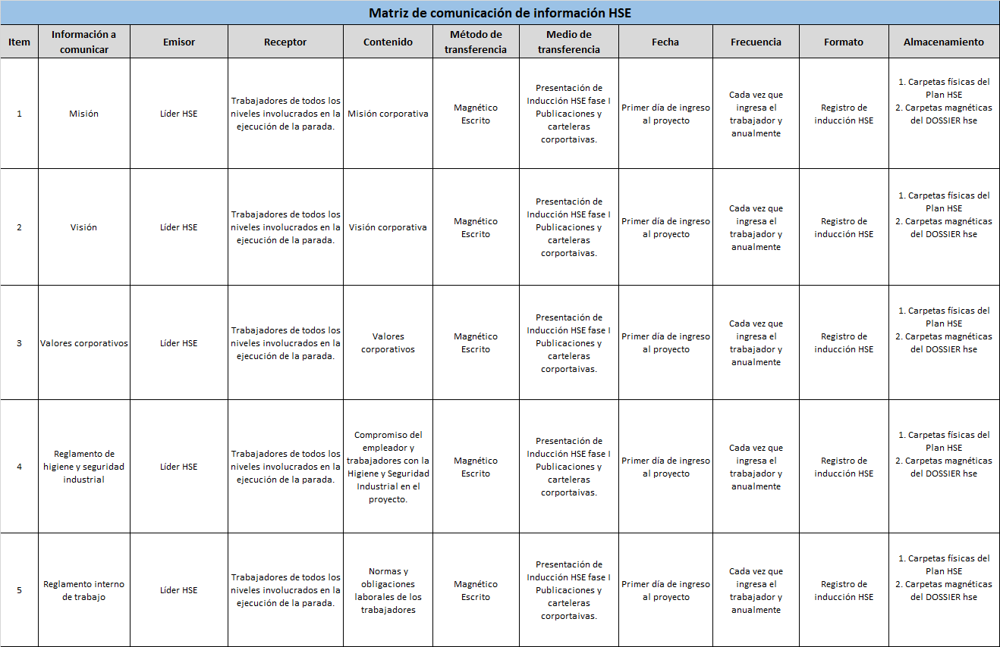 Matriz de comunicación de información HSE
Item
Información a
comunicar
Emisor
Receptor
Contenido
Método de
transferencia
Medio de
transferencia
Fecha
Frecuencia
Formato
Almacenamiento
1
Misión
Líder HSE
Trabajadores de todos los
niveles involucrados en la
ejecución de la parada.
Misión corporativa
Magnético
Escrito
Presentación de
Inducción HSE fase I
Publicaciones y
carteleras
corportaivas.
Primer día de ingreso
al proyecto
Cada vez que
ingresa el
trabajador y
anualmente
Registro de
inducción HSE
1. Carpetas físicas del
Plan HSE
2. Carpetas magnéticas
del DOSSIER hse
2
Visión
Líder HSE
Trabajadores de todos los
niveles involucrados en la
ejecución de la parada.
Visión corporativa
Magnético
Escrito
Presentación de
Inducción HSE fase I
Publicaciones y
carteleras
corportaivas.
Primer día de ingreso
al proyecto
Cada vez que
ingresa el
trabajador y
anualmente
Registro de
inducción HSE
1. Carpetas físicas del
Plan HSE
2. Carpetas magnéticas
del DOSSIER hse
3
Valores corporativos
Líder HSE
Trabajadores de todos los
niveles involucrados en la
ejecución de la parada.
Valores
corporativos
Magnético
Escrito
Presentación de
Inducción HSE fase I
Publicaciones y
carteleras
corportaivas.
Primer día de ingreso
al proyecto
Cada vez que
ingresa el
trabajador y
anualmente
Registro de
inducción HSE
1. Carpetas físicas del
Plan HSE
2. Carpetas magnéticas
del DOSSIER hse
4
Reglamento de
higiene y seguridad
industrial
Líder HSE
Trabajadores de todos los
niveles involucrados en la
ejecución de la parada.
Compromiso del
empleador y
trabajadores con la
Higiene y Seguridad
Industrial en el
proyecto.
Magnético
Escrito
Presentación de
Inducción HSE fase I
Publicaciones y
carteleras
corportaivas.
Primer día de ingreso
al proyecto
Cada vez que
ingresa el
trabajador y
anualmente
Registro de
inducción HSE
1. Carpetas físicas del
Plan HSE
2. Carpetas magnéticas
del DOSSIER hse
5
Reglamento interno
de trabajo
Líder HSE
Trabajadores de todos los
niveles involucrados en la
ejecución de la parada.
Normas y
obligaciones
laborales de los
trabajadores
Magnético
Escrito
Presentación de
Inducción HSE fase I
Publicaciones y
carteleras
corportaivas.
Primer día de ingreso
al proyecto
Cada vez que
ingresa el
trabajador y
anualmente
Registro de
inducción HSE
1. Carpetas físicas del
Plan HSE
2. Carpetas magnéticas
del DOSSIER hse